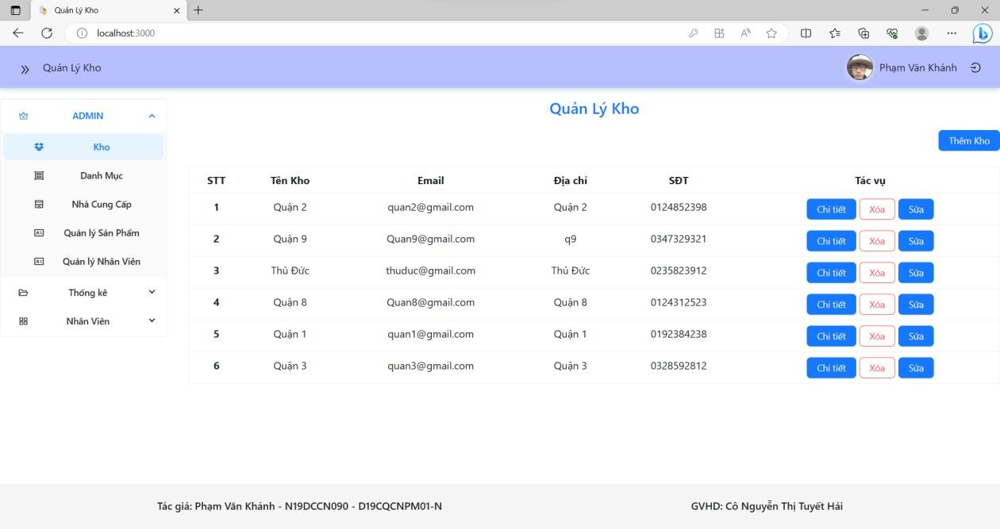 Quản Lý Kho
localhost:3000
Quản Lý Kho
Phạm Văn Khánh
ADMIN
Kho
Danh Mục
Nhà Cung Cấp
Quản lý Sản Phẩm
Quản lý Nhân Viên
Thống kê
Nhân Viên
Quản Lý Kho
Thêm Kho
STT Tên Kho Email Địa chỉ SĐT Tác vụ
1 Quận 2 quan2@gmail.com Quận 2 0124852398 Chi tiết Xóa Sửa
2 Quận 9 Quan9@gmail.com q9 0347329321 Chi tiết Xóa Sửa
3 Thủ Đức thuduc@gmail.com Thủ Đức 0235823912 Chi tiết Xóa Sửa
4 Quận 8 Quan8@gmail.com Quận 8 0124312523 Chi tiết Xóa Sửa
5 Quận 1 quan1@gmail.com Quận 1 0192384238 Chi tiết Xóa Sửa
6 Quận 3 quan3@gmail.com Quận 3 0328592812 Chi tiết Xóa Sửa
Tác giả: Phạm Văn Khánh - N19DCCN090 - D19CQCNPM01-N
GVHD: Cô Nguyễn Thị Tuyết Hải